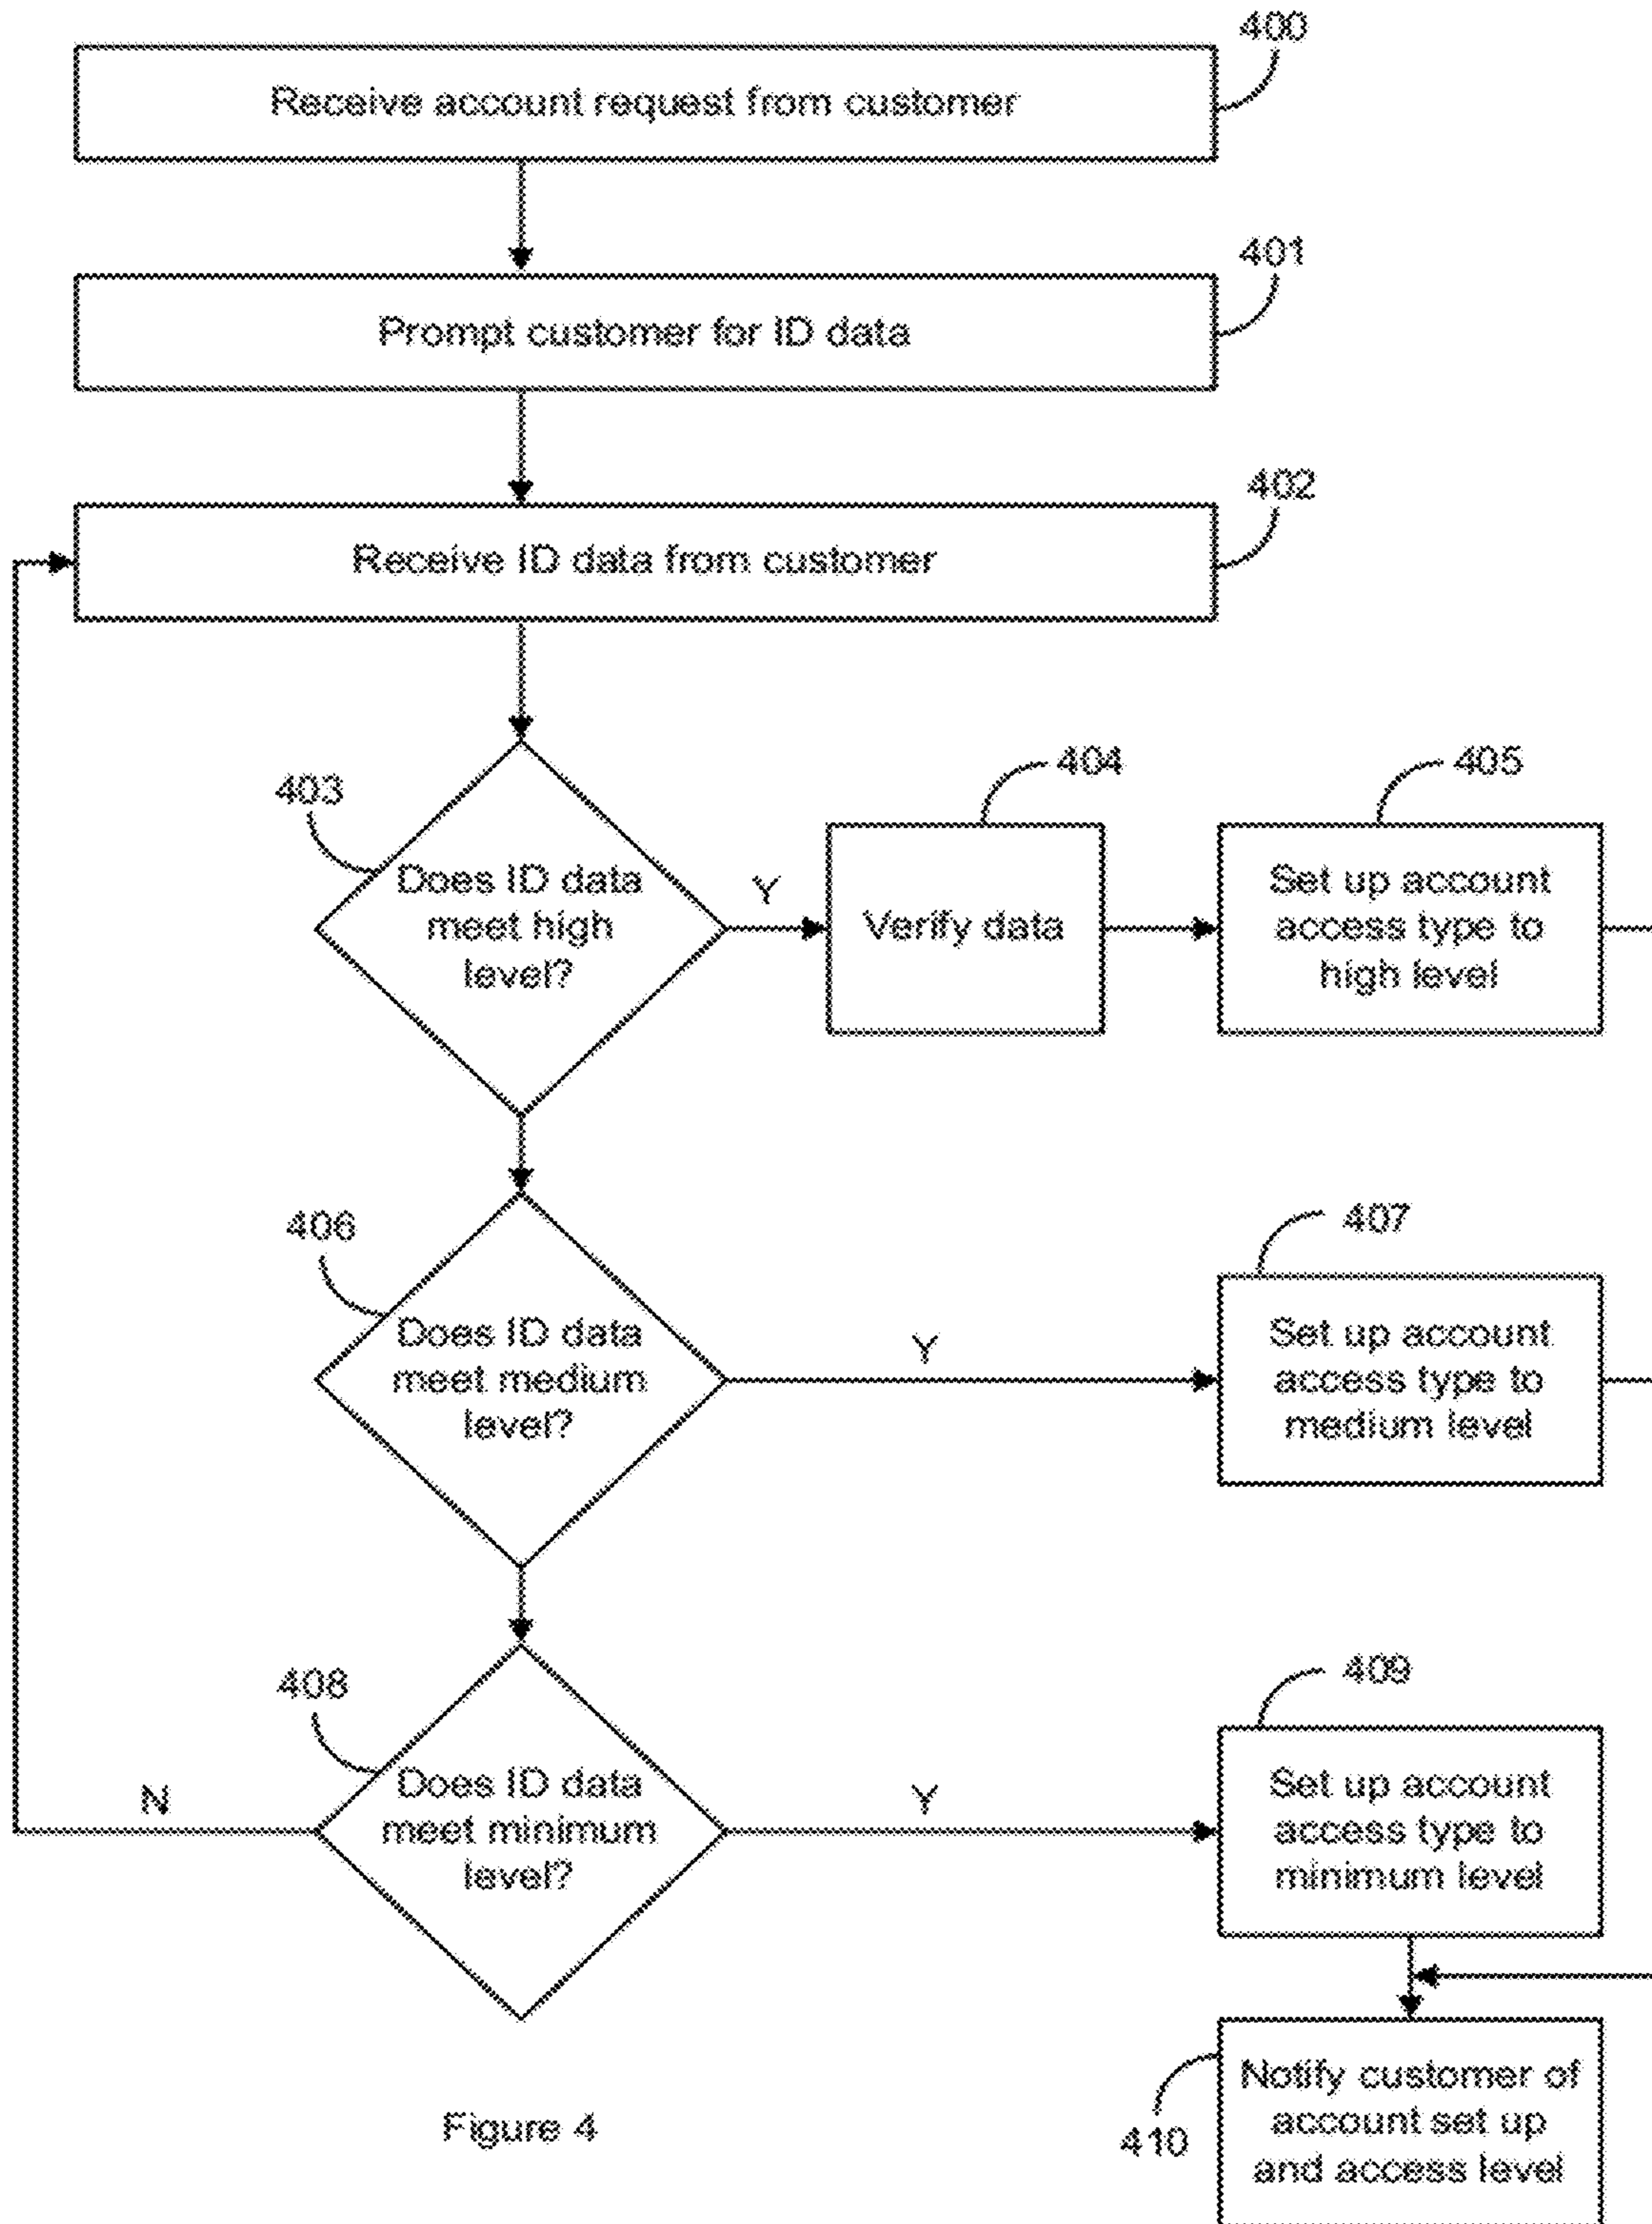 400
Receive account request from customer
401
Prompt customer for ID data
402
Receive ID data from customer
403
Does ID data
meet high
level?
Y
404
Verify data
405
Set up account
access type to
high level
406
Does ID data
meet medium
level?
Y
407
Set up account
access type to
medium level
408
Does ID data
meet minimum
level?
N
Y
409
Set up account
access type to
minimum level
410
Notify customer of
account set up
and access level
Figure 4